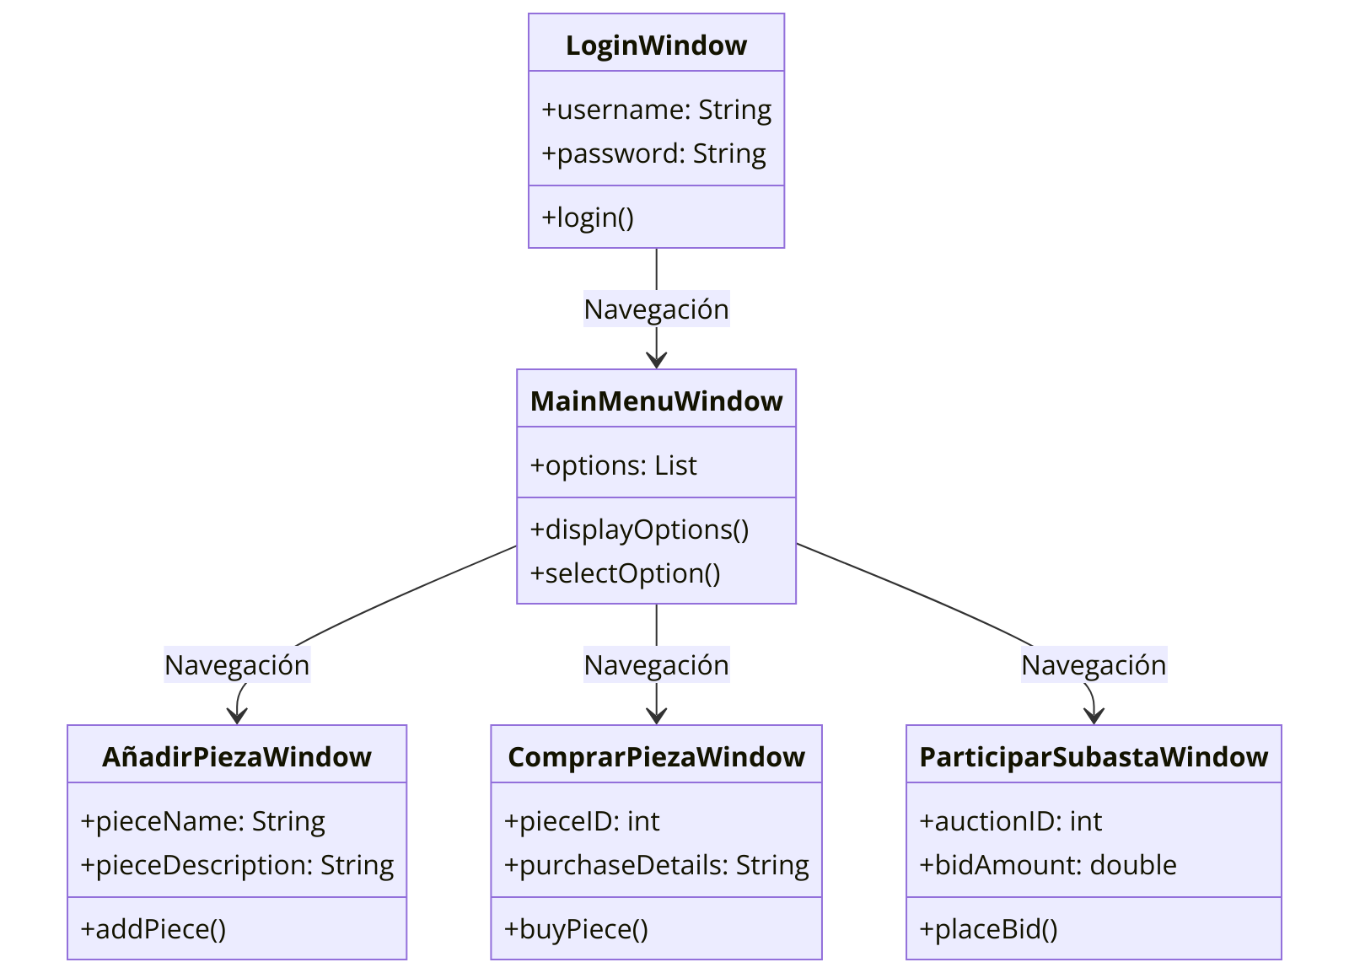 LoginWindow
+username: String
+password: String
+login()
Navegación
MainMenuWindow
+options: List
+displayOptions()
+selectOption()
Navegación
Navegación
Navegación
AñadirPiezaWindow
+pieceName: String
+pieceDescription: String
+addPiece()
ComprarPiezaWindow
+pieceID: int
+purchaseDetails: String
+buyPiece()
ParticiparSubastaWindow
+auctionID: int
+bidAmount: double
+placeBid()